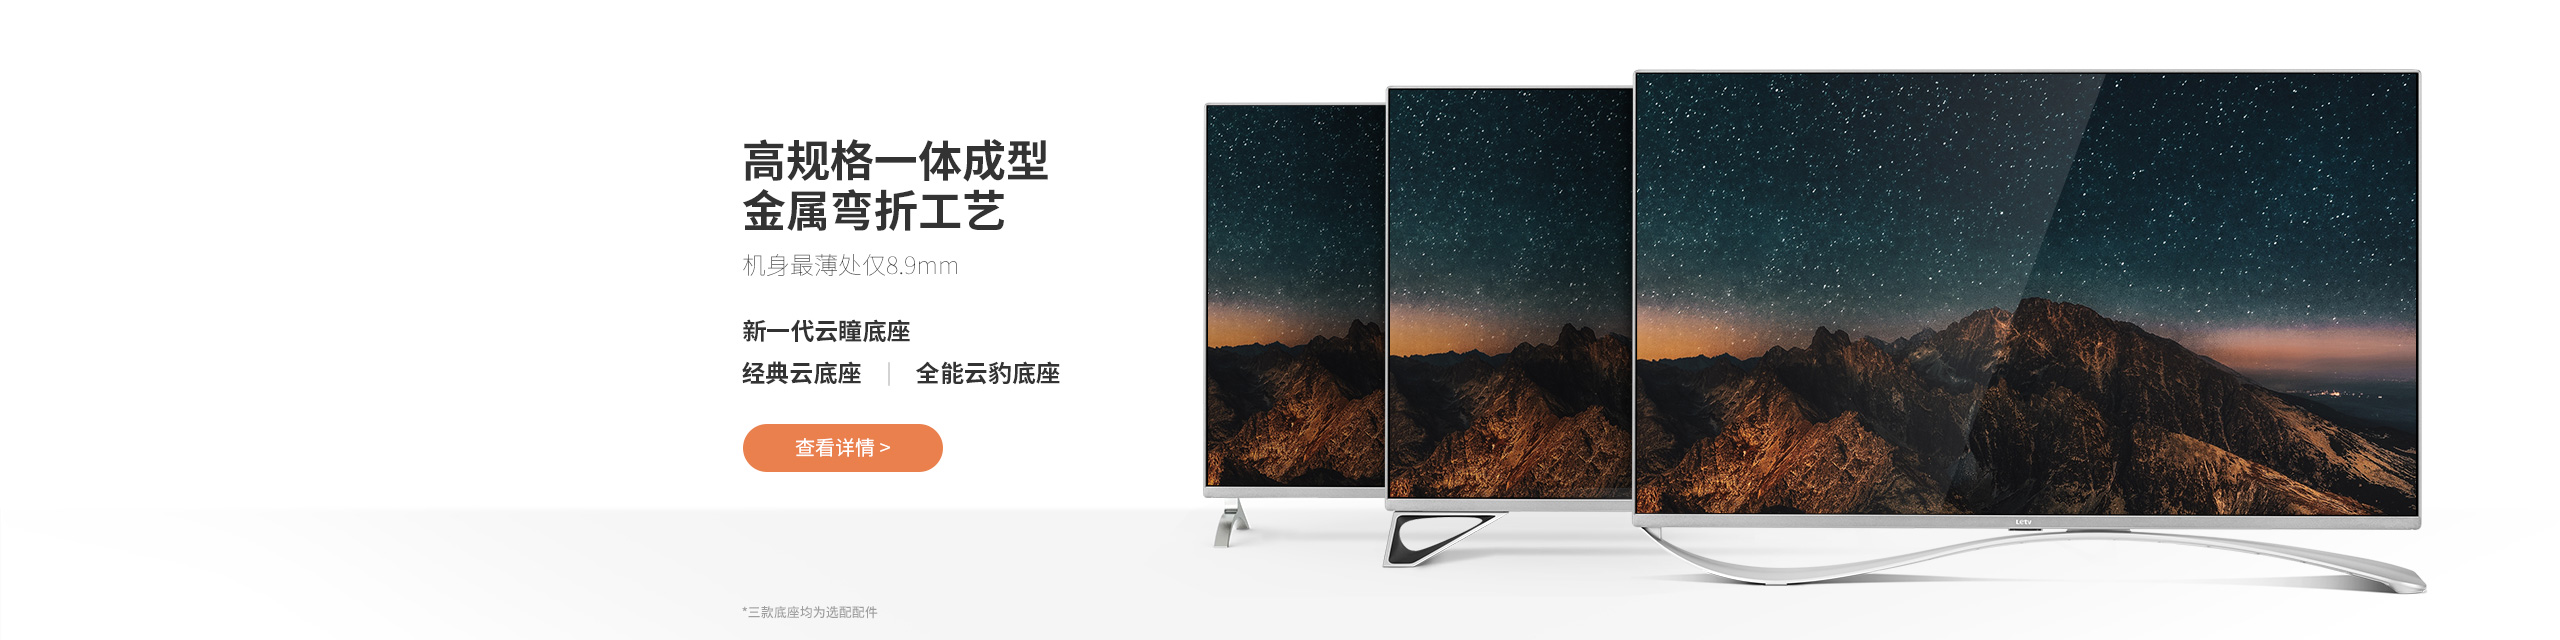 高规格一体成型
金属弯折工艺
机身最薄处仅8.9mm
新一代云瞳底座
经典云底座 | 全能云豹底座
查看详情 >
*三款底座均为选配配件
Letv